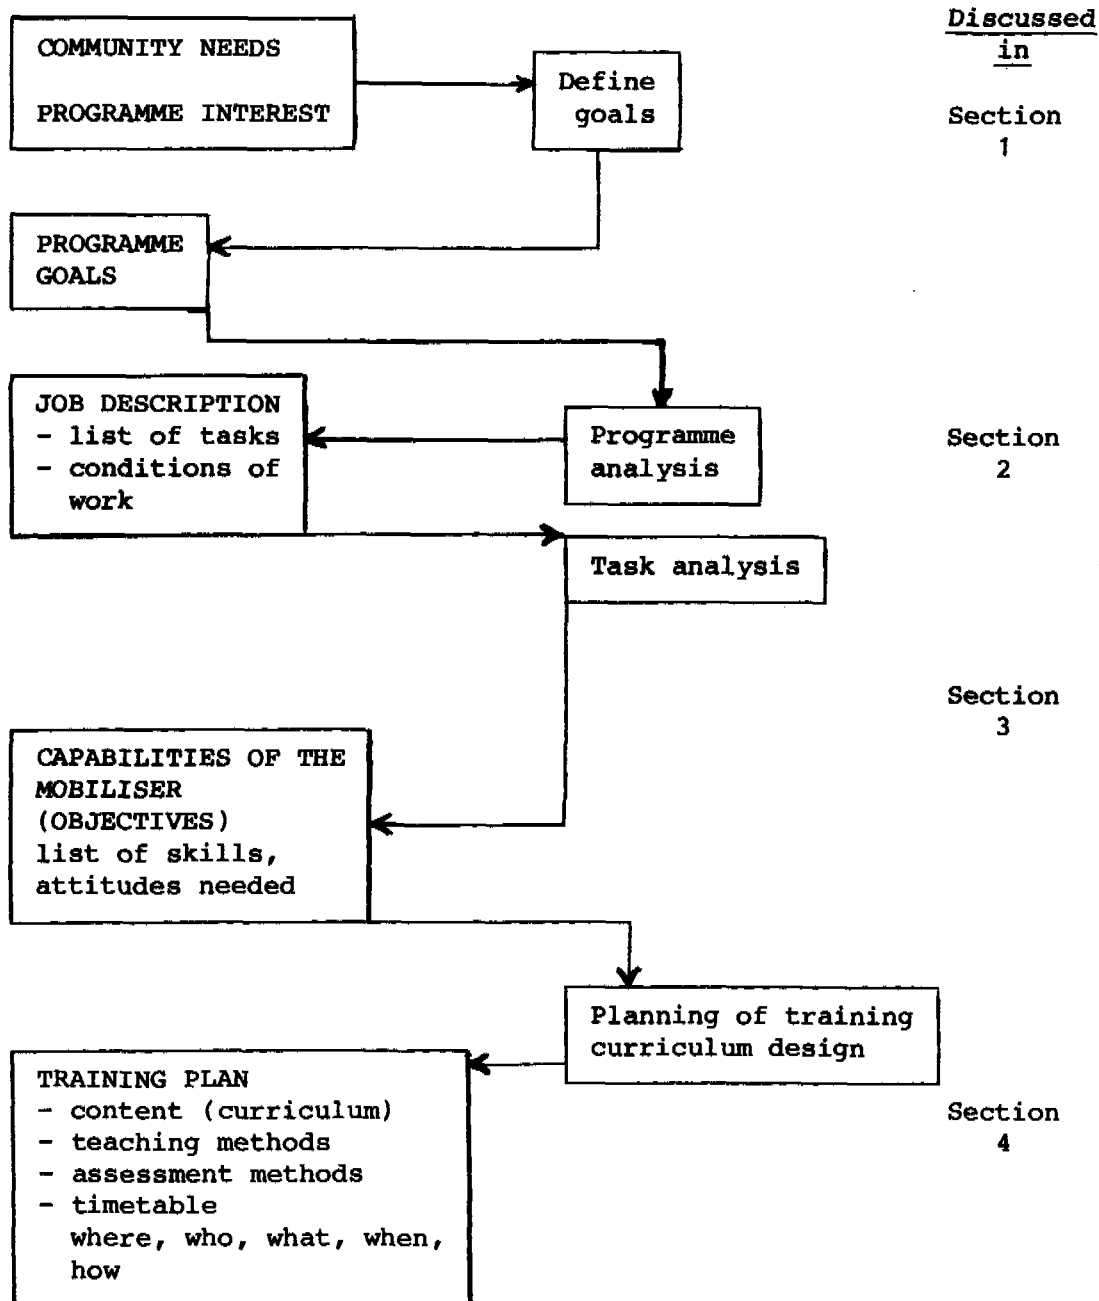 Discussed
in
COMMUNITY NEEDS
PROGRAMME INTEREST
Define
goals
Section
1
PROGRAMME
GOALS
JOB DESCRIPTION
- list of tasks
- conditions of
work
Programme
analysis
Section
2
Task analysis
Section
3
CAPABILITIES OF THE
MOBILISER
(OBJECTIVES)
list of skills,
attitudes needed
Planning of training
curriculum design
TRAINING PLAN
- content (curriculum)
- teaching methods
- assessment methods
- timetable
where, who, what, when,
how
Section
4